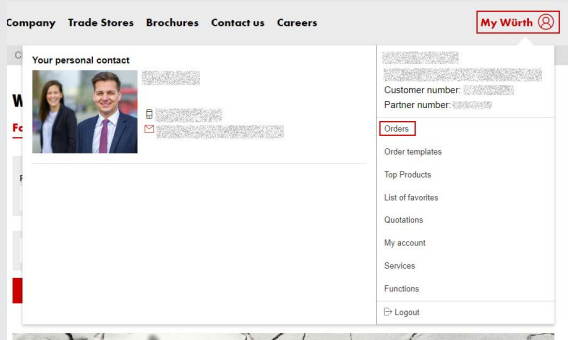 Company Trade Stores Brochures Contact us Careers My Würth
C
Your personal contact
Customer number:
Partner number:
W
Fo
Orders
Order templates
Top Products
List of favorites
Quotations
My account
Services
Functions
Logout